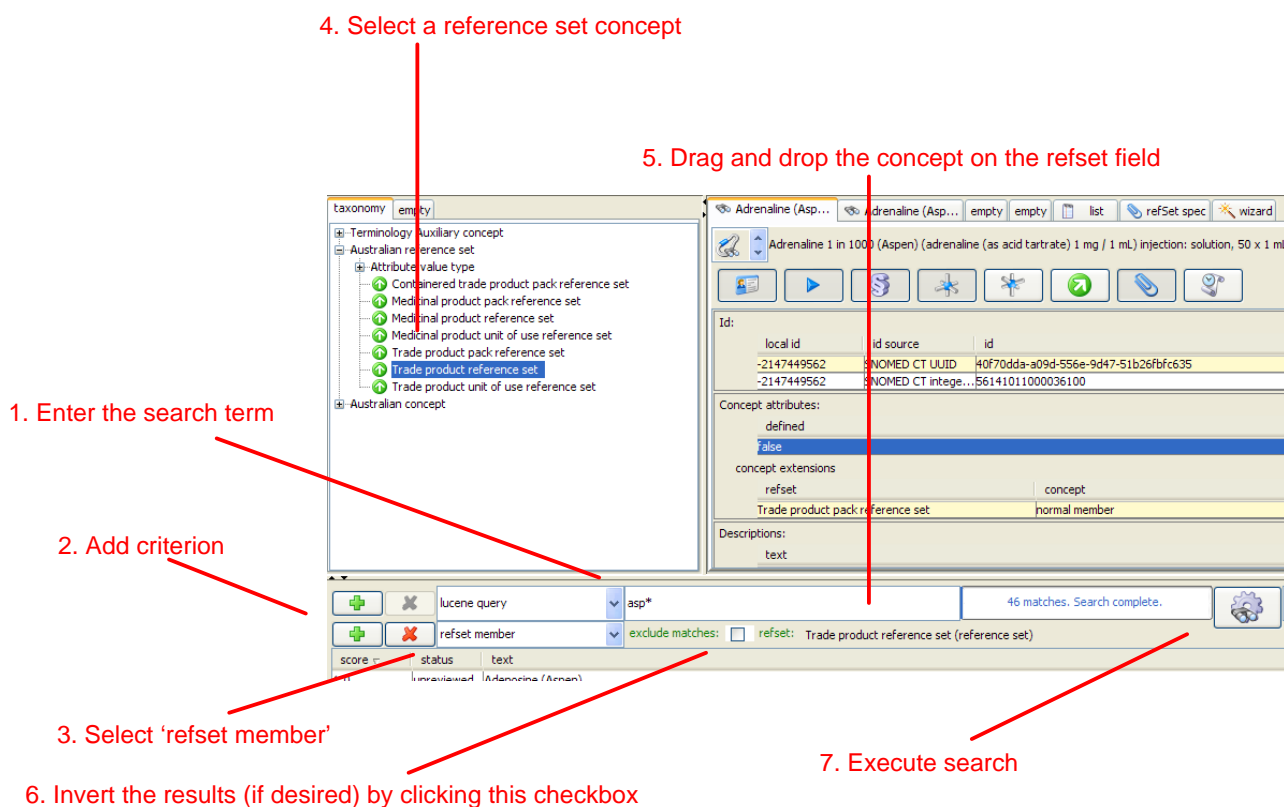 4. Select a reference set concept
5. Drag and drop the concept on the refset field
taxonomy empty
Terminology Auxiliary concept
Australian reference set
Attribute value type
Containered trade product pack reference set
Medicinal product pack reference set
Medicinal product reference set
Medicinal product unit of use reference set
Trade product pack reference set
Trade product reference set
Trade product unit of use reference set
Australian concept
Adrenaline (Asp... Adrenaline (Asp... empty empty list refSet spec wizard
Adrenaline 1 in 1000 (Aspen) (adrenaline (as acid tartrate) 1 mg / 1 mL) injection: solution, 50 x 1 mL
Id:
local id id source id
-2147449562 SNOMED CT UUID 40f70dda-a09d-556e-9d47-51b26fbfc635
-2147449562 SNOMED CT intege... 56141011000036100
Concept attributes:
defined
false
concept extensions
refset concept
Trade product pack reference set normal member
Descriptions:
text
1. Enter the search term
2. Add criterion
lucene query asp* 46 matches. Search complete.
refset member exclude matches: refset: Trade product reference set (reference set)
score status text
unreviewed Adenosine (Aspen)
3. Select ‘refset member’
7. Execute search
6. Invert the results (if desired) by clicking this checkbox